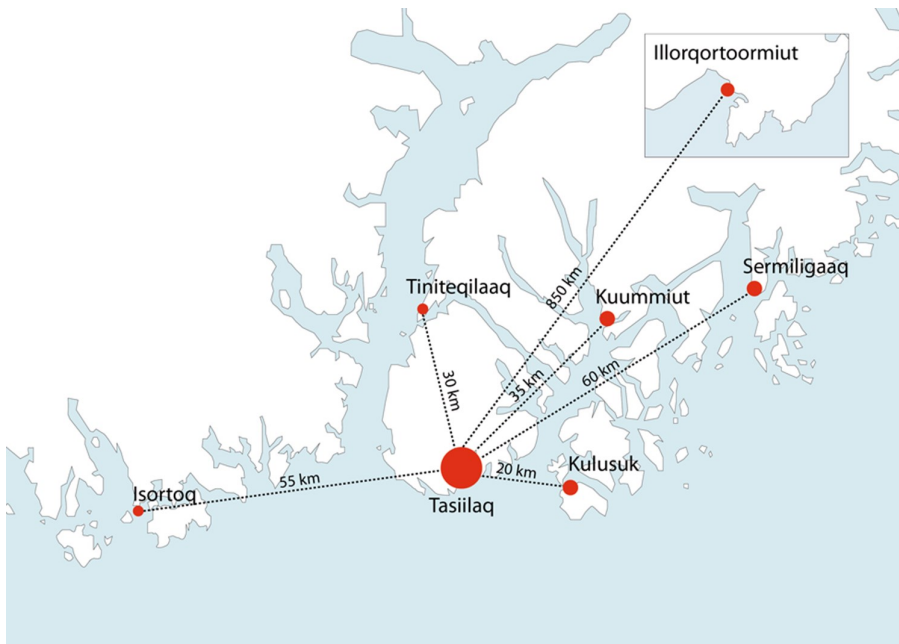 Illorqortoormiut
Sermiligaaq
Tiniteqilaaq
Kuummiut
850 km
30 km
35 km
60 km
Kulusuk
20 km
55 km
Isortoq
Tasiilaq